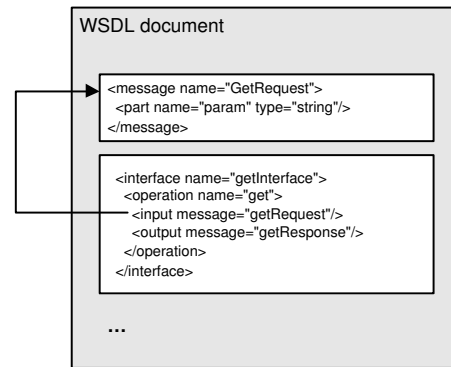 WSDL document
<message name="GetRequest">
<part name="param" type="string"/>
</message>
<interface name="getInterface">
<operation name="get">
<input message="getRequest"/>
<output message="getResponse"/>
</operation>
</interface>
...